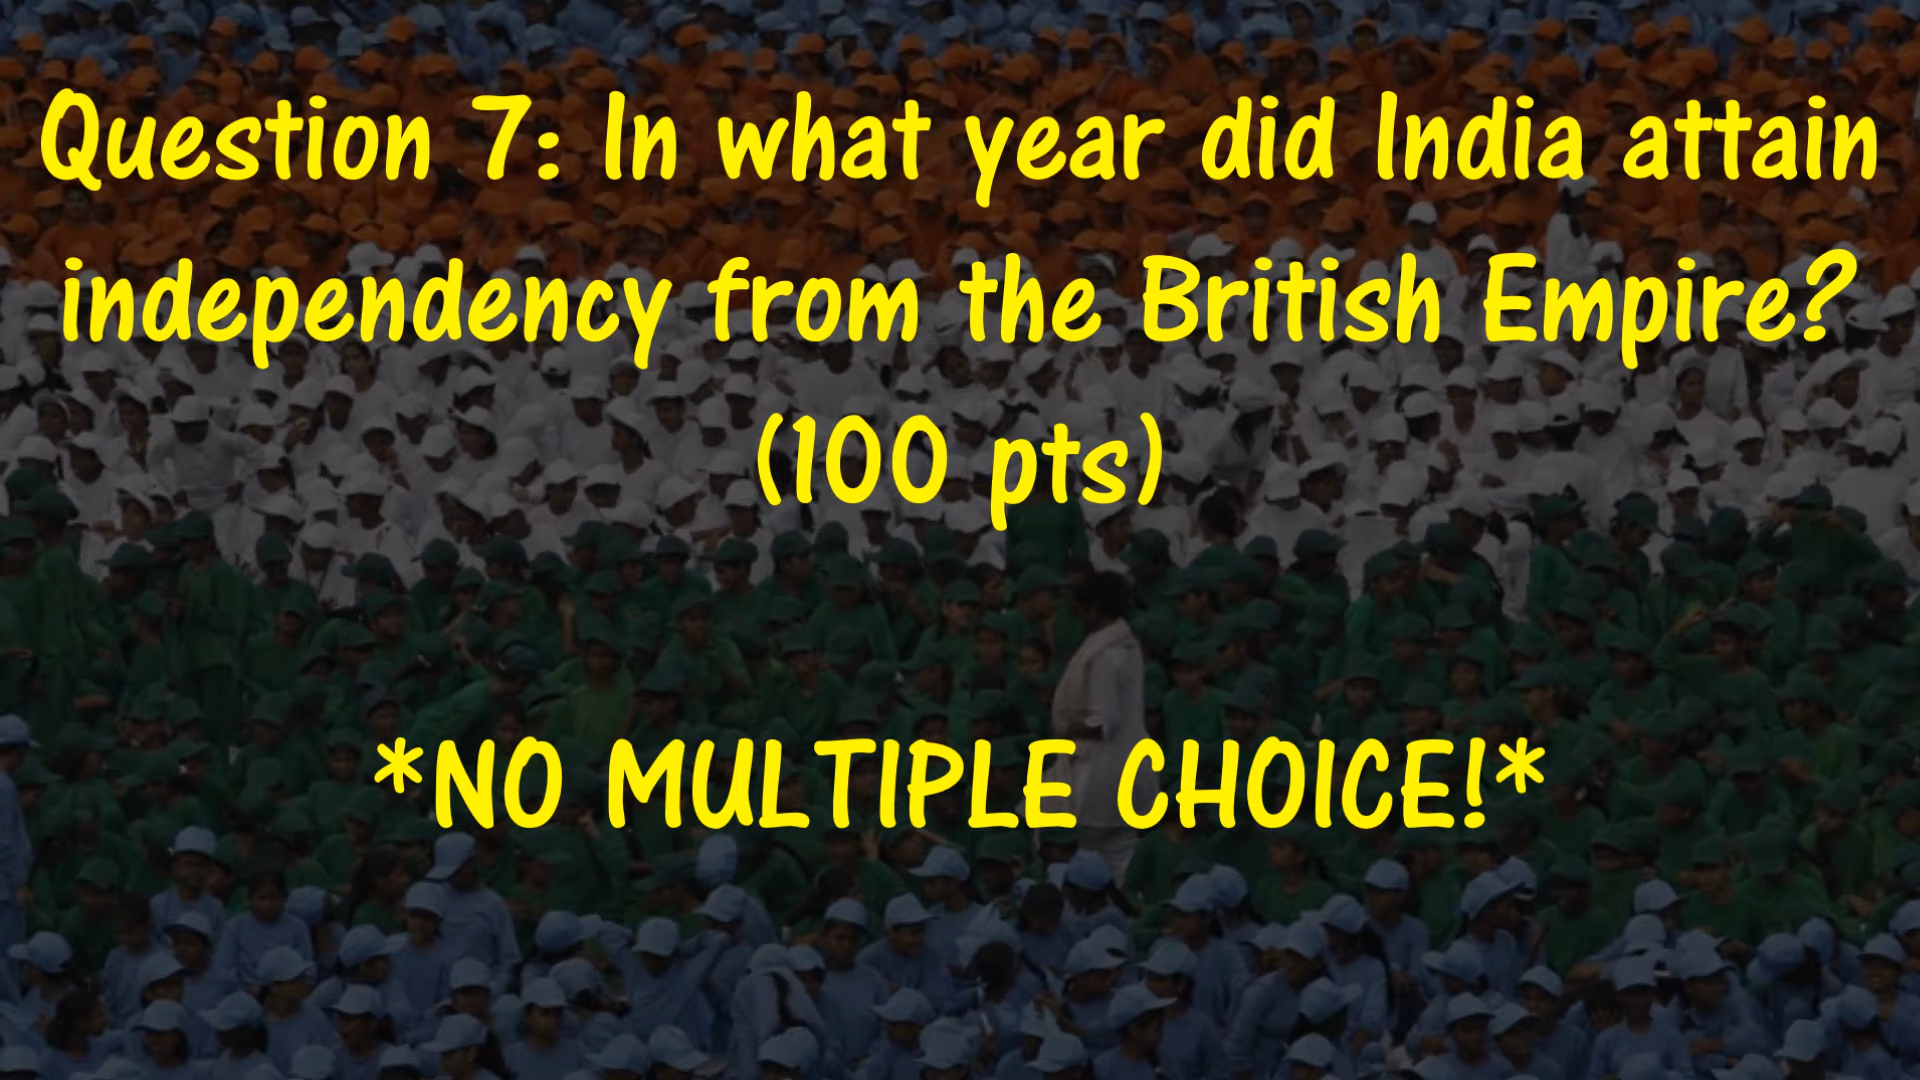 Question 7: In what year did India attain
independency from the British Empire?
(100 pts)
*NO MULTIPLE CHOICE!*